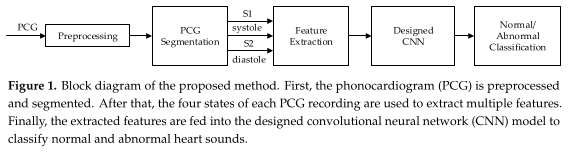 PCG
Preprocessing
PCG
Segmentation
S1
systole
S2
diastole
Feature
Extraction
Designed
CNN
Normal/
Abnormal
Classification
Figure 1. Block diagram of the proposed method. First, the phonocardiogram (PCG) is preprocessed
and segmented. After that, the four states of each PCG recording are used to extract multiple features.
Finally, the extracted features are fed into the designed convolutional neural network (CNN) model to
classify normal and abnormal heart sounds.